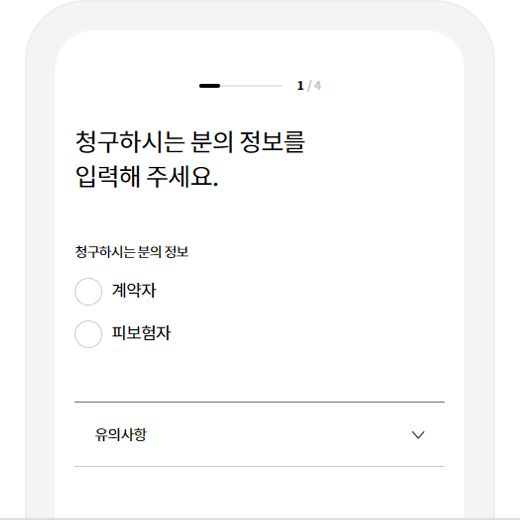 1 / 4
청구하시는 분의 정보를
입력해 주세요.
청구하시는 분의 정보
계약자
피보험자
유의사항